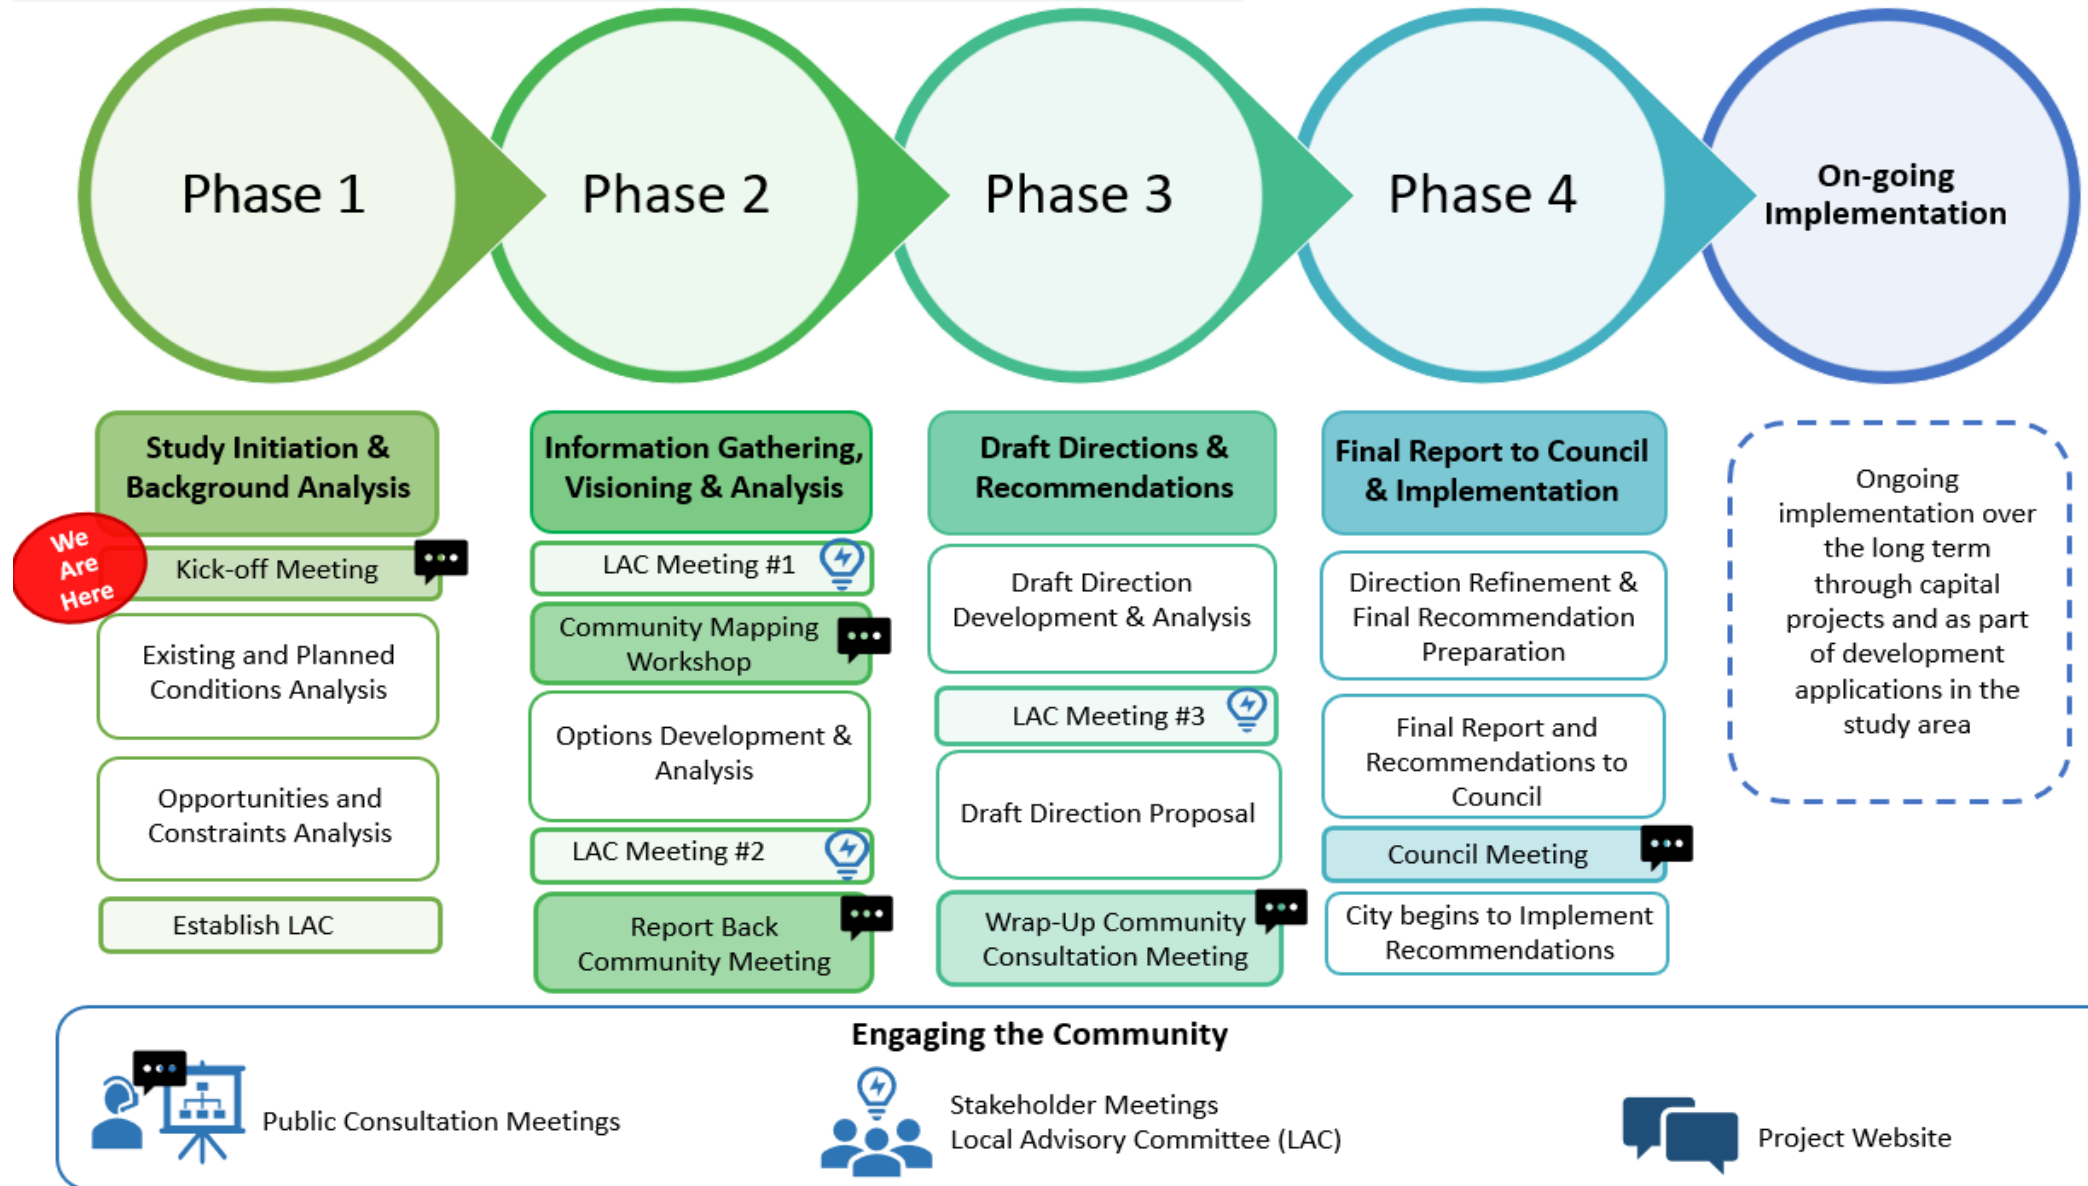 Phase 1
Phase 2
Phase 3
Phase 4
On-going
Implementation
Study Initiation &
Background Analysis
We
Are
Here
Kick-off Meeting
Existing and Planned
Conditions Analysis
Opportunities and
Constraints Analysis
Establish LAC
Information Gathering,
Visioning & Analysis
LAC Meeting #1
Community Mapping
Workshop
Options Development &
Analysis
LAC Meeting #2
Report Back
Community Meeting
Draft Directions &
Recommendations
Draft Direction
Development & Analysis
LAC Meeting #3
Draft Direction Proposal
Wrap-Up Community
Consultation Meeting
Final Report to Council
& Implementation
Direction Refinement &
Final Recommendation
Preparation
Final Report and
Recommendations to
Council
Council Meeting
City begins to Implement
Recommendations
Ongoing
implementation over
the long term
through capital
projects and as part
of development
applications in the
study area
Engaging the Community
Public Consultation Meetings
Stakeholder Meetings
Local Advisory Committee (LAC)
Project Website